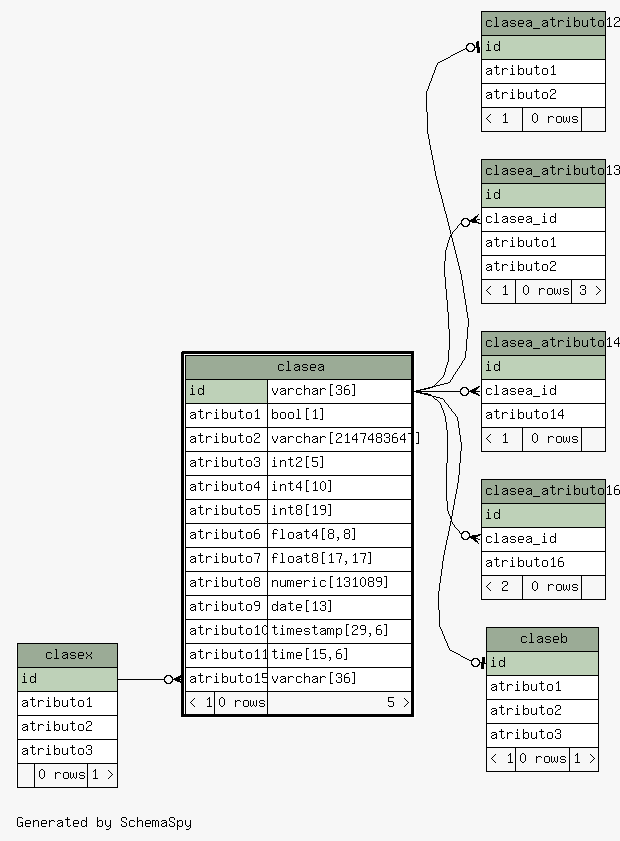 clasea_atributo12
id
atributo1
atributo2
< 1 0 rows
clasea_atributo13
id
clasea_id
atributo1
atributo2
< 1 0 rows 3 >
clasea_atributo14
id
clasea_id
atributo14
< 1 0 rows
clasea_atributo16
id
clasea_id
atributo16
< 2 0 rows
claseb
id
atributo1
atributo2
atributo3
< 1 0 rows 1 >
clasea
id varchar[36]
atributo1 bool[1]
atributo2 varchar[2147483647]
atributo3 int2[5]
atributo4 int4[10]
atributo5 int8[19]
atributo6 float4[8,8]
atributo7 float8[17,17]
atributo8 numeric[131089]
atributo9 date[13]
atributo10 timestamp[29,6]
atributo11 time[15,6]
atributo15 varchar[36]
< 1 0 rows 5 >
clasex
id
atributo1
atributo2
atributo3
0 rows 1 >
Generated by SchemaSpy